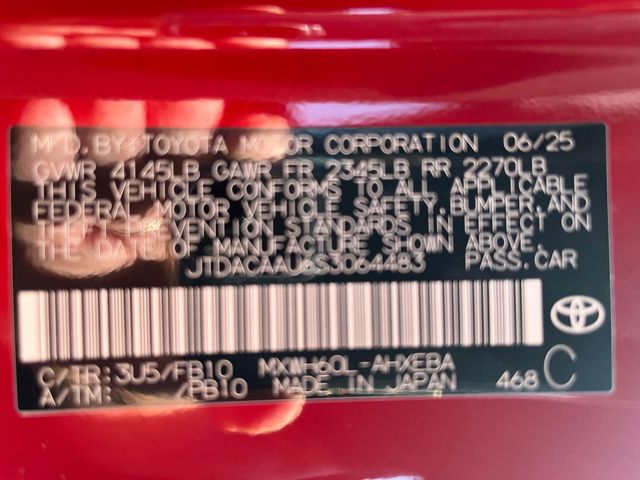 MFD. BY: TOYOTA MOTOR CORPORATION 06/25
GVWR 4145LB GAWR FR 2345LB RR 2270LB
THIS VEHICLE CONFORMS TO ALL APPLICABLE
FEDERAL MOTOR VEHICLE SAFETY, BUMPER, AND
THEFT PREVENTION STANDARDS IN EFFECT ON
THE DATE OF MANUFACTURE SHOWN ABOVE.
PASS.CAR
C/TR: 3U5/FB10 MXWH60L-AHXEBA
A/TM: /FB10 MADE IN JAPAN 468 C